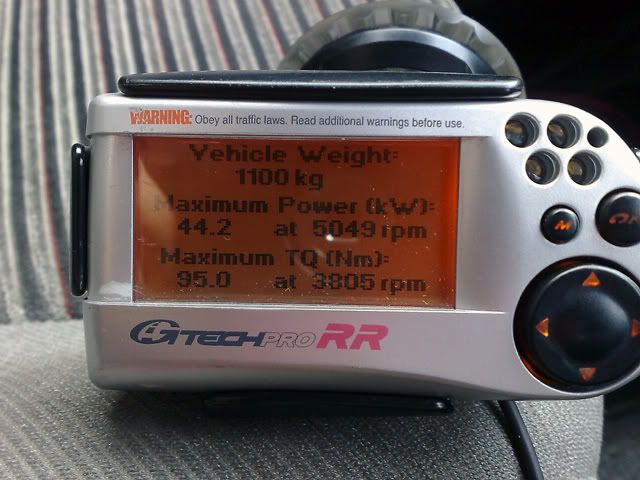 WARNING: Obey all traffic laws. Read additional warnings before use.
Vehicle Weight:
1100 kg
Maximum Power (kW):
44.2 at 5049 rpm
Maximum TQ (Nm):
95.0 at 3805 rpm
M
GTECHPRO RR